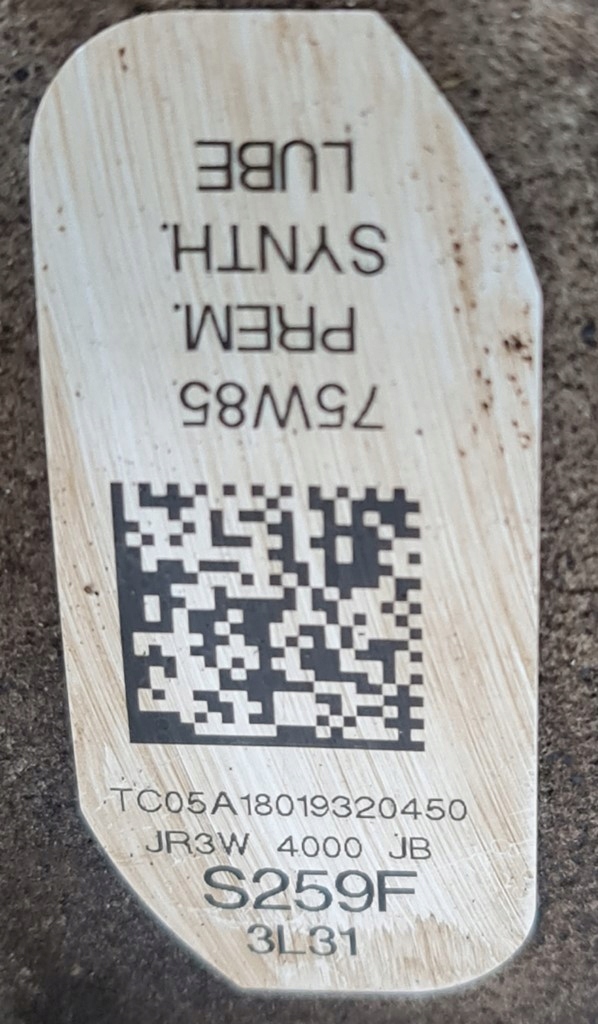 75W85
PREM.
SYNTH.
LUBE
TC05A18019320450
JR3W 4000 JB
S259F
3L31